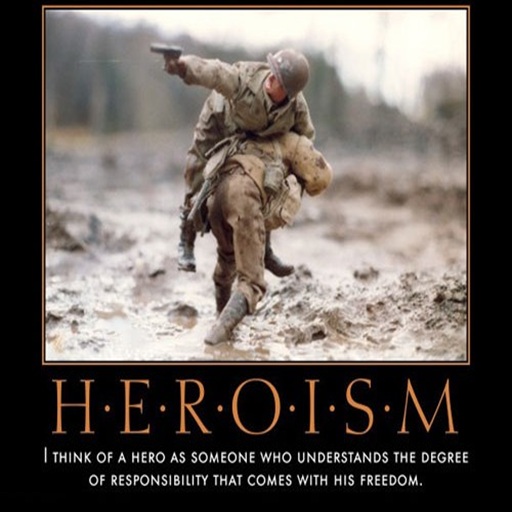 H·E·R·O·I·S·M
I THINK OF A HERO AS SOMEONE WHO UNDERSTANDS THE DEGREE
OF RESPONSIBILITY THAT COMES WITH HIS FREEDOM.